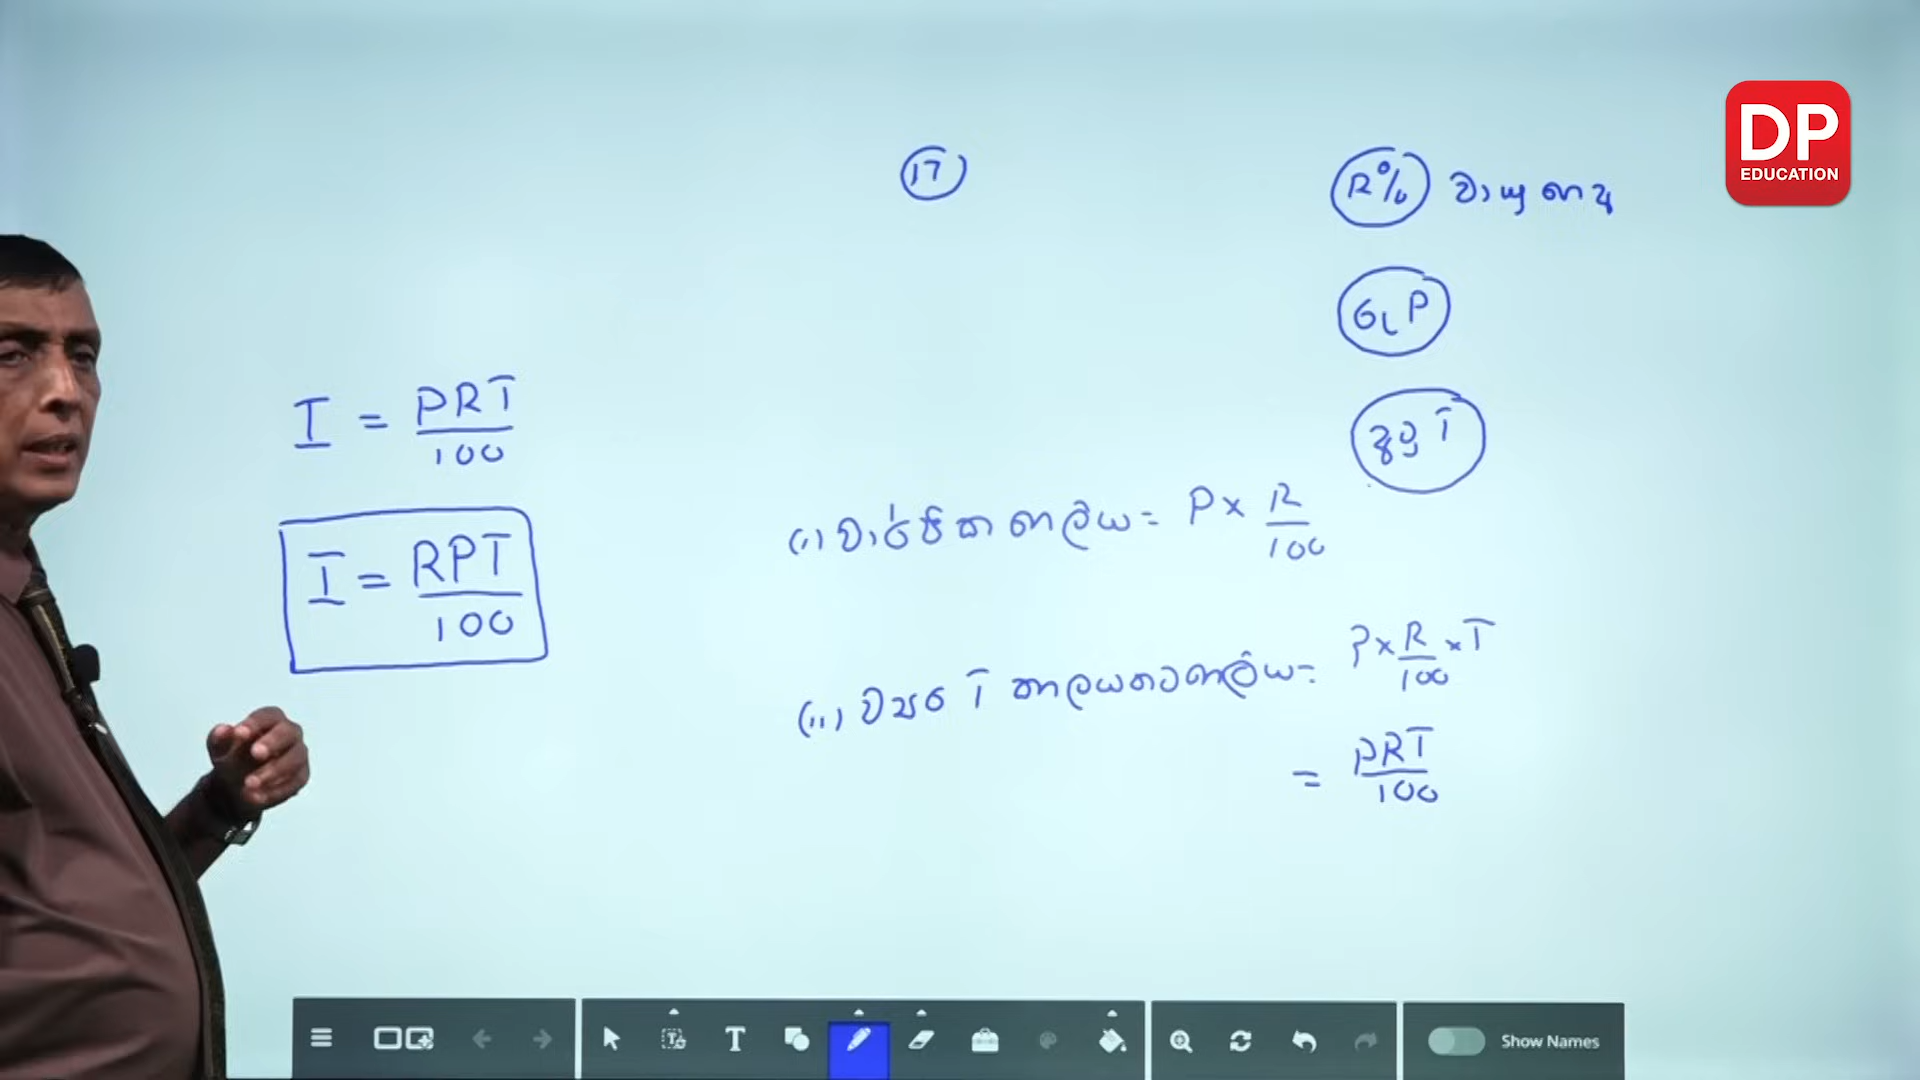 DP
EDUCATION
17
R%
රු P
අවු T
I = PRT/100
(i) වාර්ෂික පොලිය = P × R/100
I = RPT/100
(ii) වසර T කාලයකට පොලිය = P × R/100 × T
= PRT/100
Show Names